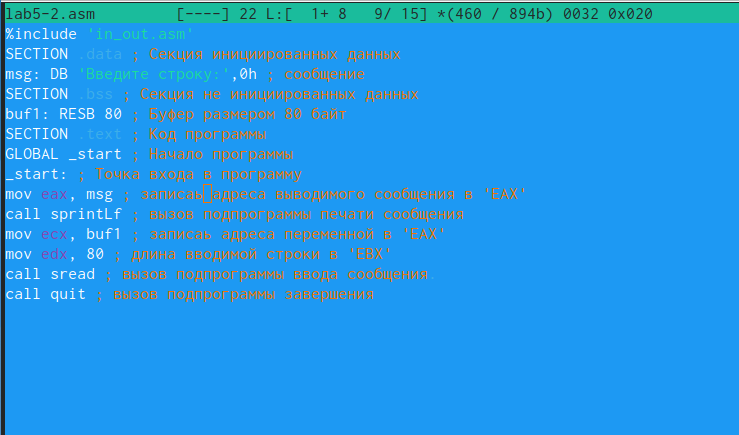 lab5-2.asm [----] 22 L:[ 1+ 8 9/ 15] *(460 / 894b) 0032 0x020
%include 'in_out.asm'
SECTION .data ; Секция инициированных данных
msg: DB 'Введите строку:',0h ; сообщение
SECTION .bss ; Секция не инициированных данных
buf1: RESB 80 ; Буфер размером 80 байт
SECTION .text ; Код программы
GLOBAL _start ; Начало программы
_start: ; Точка входа в программу
mov eax, msg ; записаь адреса выводимого сообщения в 'EAX'
call sprintLf ; вызов подпрограммы печати сообщения
mov ecx, buf1 ; записаь адреса переменной в 'EAX'
mov edx, 80 ; длина вводимой строки в 'EBX'
call sread ; вызов подпрограммы ввода сообщения.
call quit ; вызов подпрограммы завершения